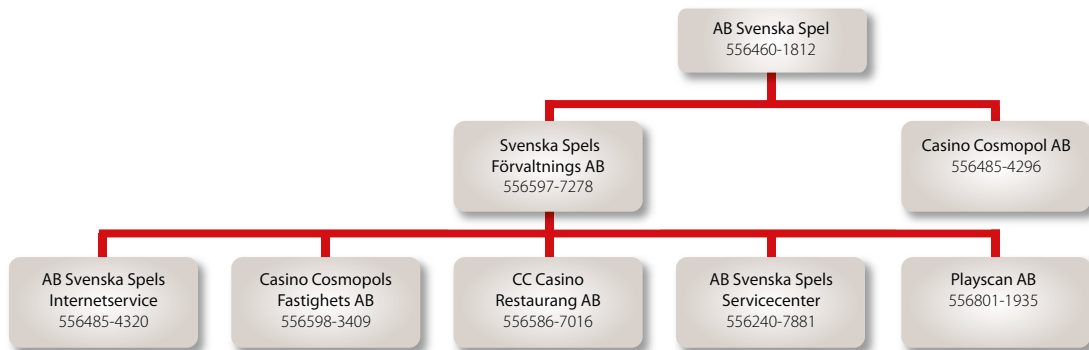 AB Svenska Spel
556460-1812
Svenska Spels
Förvaltnings AB
556597-7278
Casino Cosmopol AB
556485-4296
AB Svenska Spels
Internetservice
556485-4320
Casino Cosmopols
Fastighets AB
556598-3409
CC Casino
Restaurang AB
556586-7016
AB Svenska Spels
Servicecenter
556240-7881
Playscan AB
556801-1935